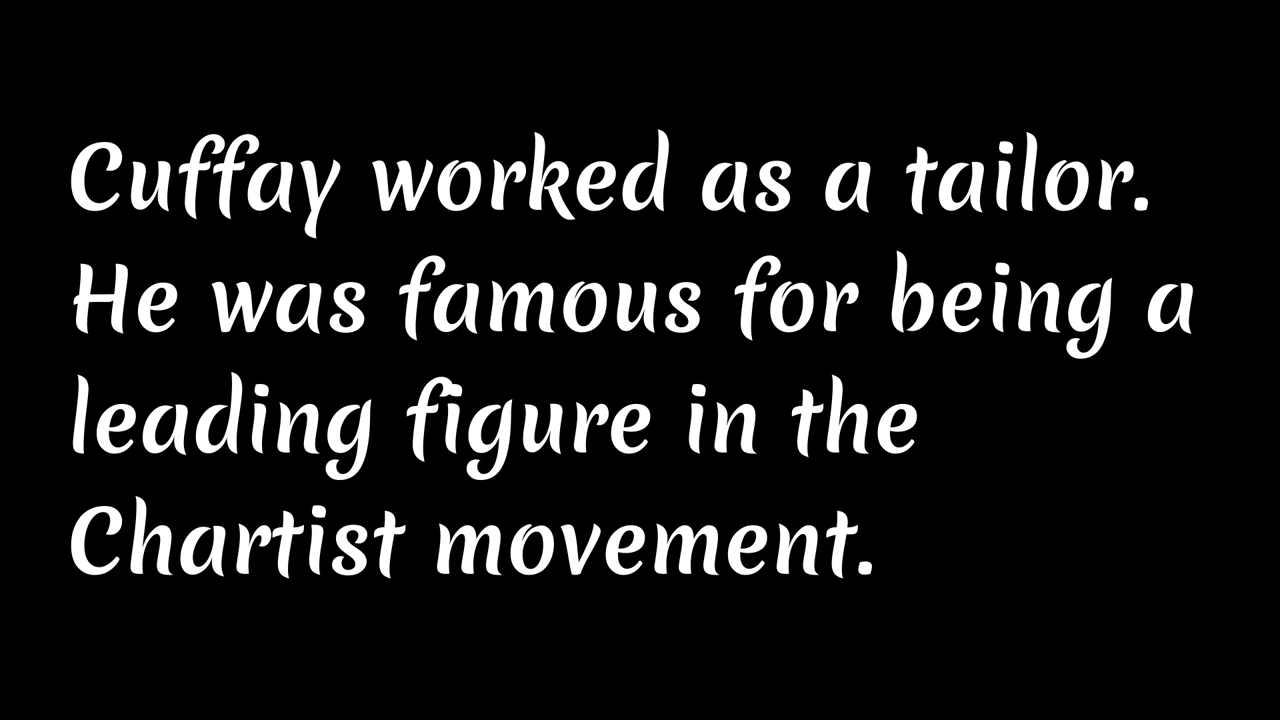 Cuffay worked as a tailor.
He was famous for being a
leading figure in the
Chartist movement.